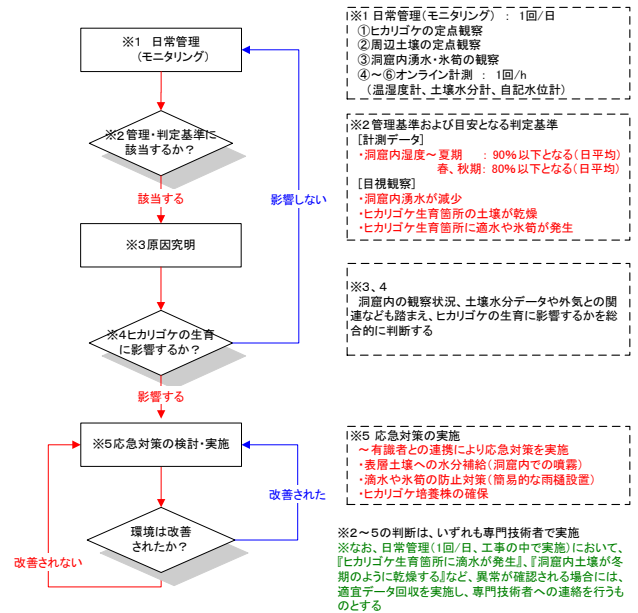 ※1 日常管理
(モニタリング)
※2管理・判定基準に
該当するか?
該当する
影響しない
※3原因究明
※4ヒカリゴケの生育
に影響するか?
影響する
※5応急対策の検討・実施
改善された
環境は改善
されたか?
改善されない
※1 日常管理(モニタリング) : 1回/日
①ヒカリゴケの定点観察
②周辺土壌の定点観察
③洞窟内湧水・氷筍の観察
④~⑥オンライン計測 : 1回/h
(温湿度計、土壌水分計、自記水位計)
※2管理基準および目安となる判定基準
[計測データ]
・洞窟内湿度~夏期 : 90%以下となる(日平均)
春、秋期: 80%以下となる(日平均)
[目視観察]
・洞窟内湧水が減少
・ヒカリゴケ生育箇所の土壌が乾燥
・ヒカリゴケ生育箇所に適水や氷筍が発生
※3、4
洞窟内の観察状況、土壌水分データや外気との関
連なども踏まえ、ヒカリゴケの生育に影響するかを総
合的に判断する
※5 応急対策の実施
~有識者との連携により応急対策を実施
・表層土壌への水分補給(洞窟内での噴霧)
・滴水や氷筍の防止対策(簡易的な雨樋設置)
・ヒカリゴケ培養株の確保
※2~5の判断は、いずれも専門技術者で実施
※なお、日常管理(1回/日、工事の中で実施)において、
『ヒカリゴケ生育箇所に滴水が発生』、『洞窟内土壌が冬
期のように乾燥する』など、異常が確認される場合には、
適宜データ回収を実施し、専門技術者への連絡を行うも
のとする